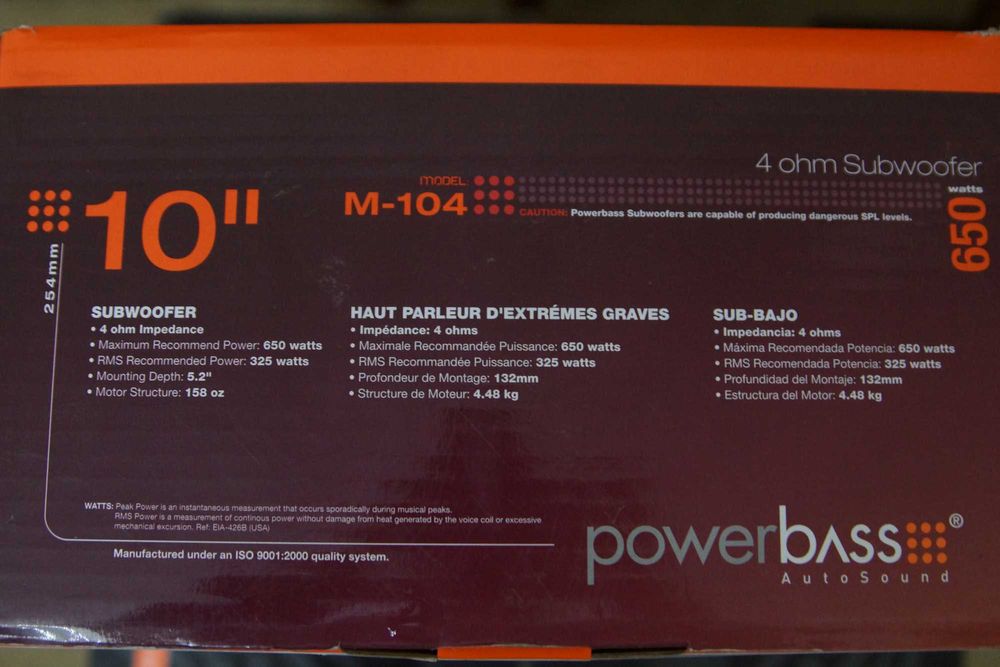 4 ohm Subwoofer
watts
650
MODEL:
M-104
CAUTION: Powerbass Subwoofers are capable of producing dangerous SPL levels.
10"
254mm
SUBWOOFER
• 4 ohm Impedance
• Maximum Recommend Power: 650 watts
• RMS Recommended Power: 325 watts
• Mounting Depth: 5.2"
• Motor Structure: 158 oz
HAUT PARLEUR D'EXTRÉMES GRAVES
• Impédance: 4 ohms
• Maximale Recommandée Puissance: 650 watts
• RMS Recommandée Puissance: 325 watts
• Profondeur de Montage: 132mm
• Structure de Moteur: 4.48 kg
SUB-BAJO
• Impedancia: 4 ohms
• Máxima Recomendada Potencia: 650 watts
• RMS Recomendada Potencia: 325 watts
• Profundidad del Montaje: 132mm
• Estructura del Motor: 4.48 kg
WATTS: Peak Power is an instantaneous measurement that occurs sporadically during musical peaks.
RMS Power is a measurement of continous power without damage from heat generated by the voice coil or excessive
mechanical excursion. Ref: EIA-426B (USA)
Manufactured under an ISO 9001:2000 quality system.
powerbass®
AutoSound